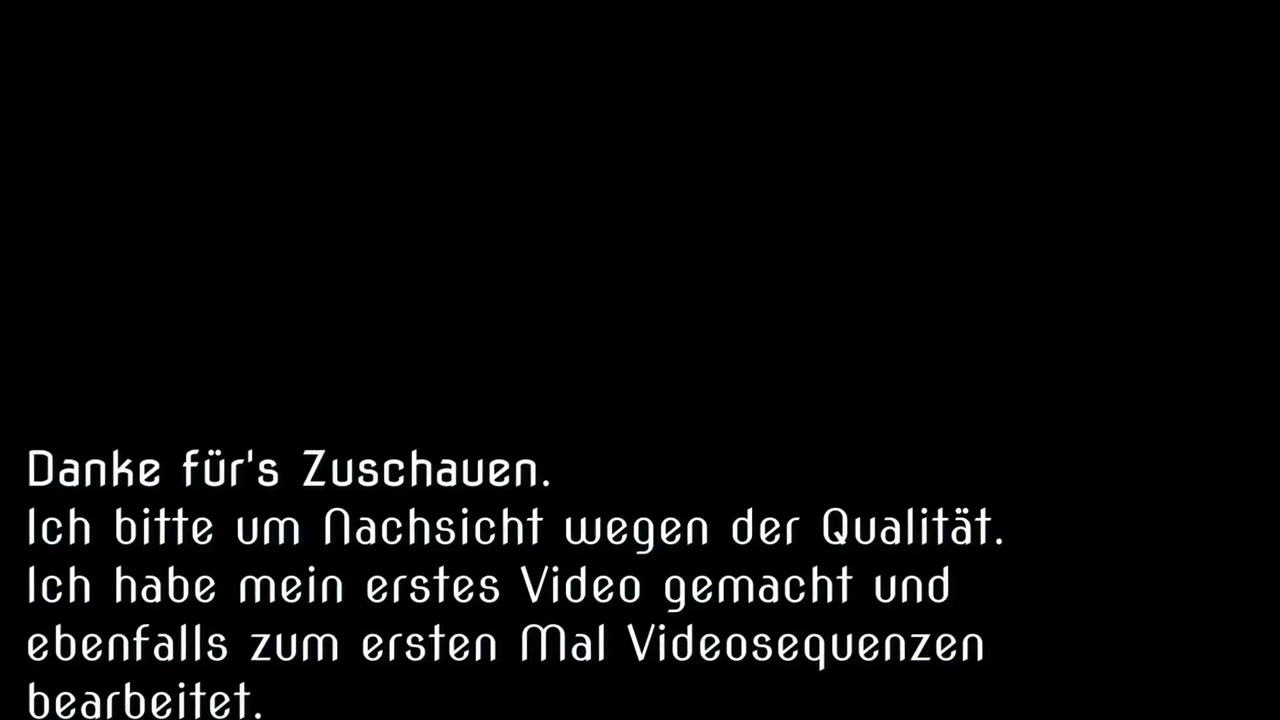 Danke für's Zuschauen.
Ich bitte um Nachsicht wegen der Qualität.
Ich habe mein erstes Video gemacht und
ebenfalls zum ersten Mal Videosequenzen
bearbeitet.